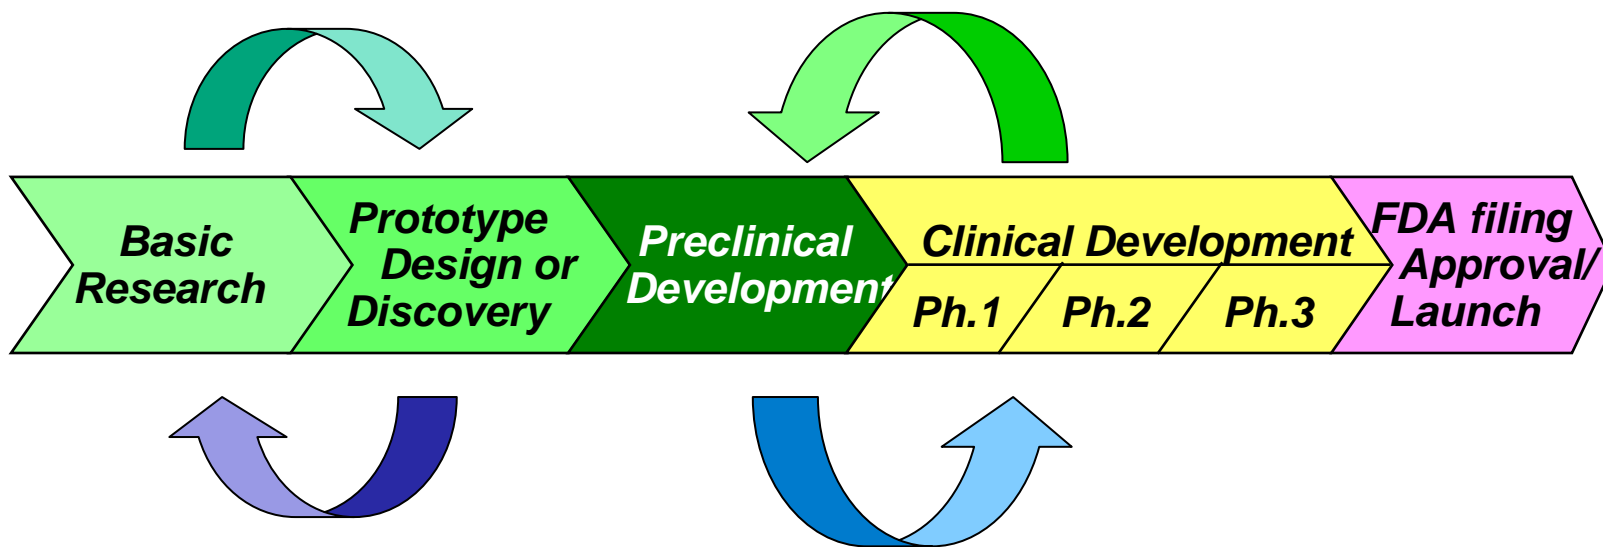 Basic
Research
Prototype
Design or
Discovery
Preclinical
Development
Clinical Development
Ph.1
Ph.2
Ph.3
FDA filing
Approval/
Launch